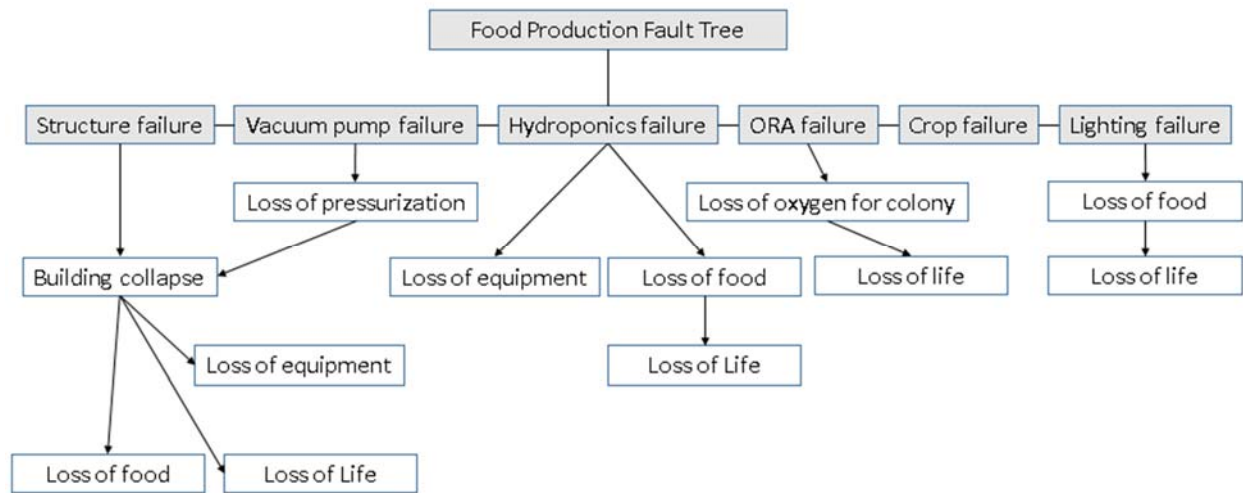 Food Production Fault Tree
Structure failure
Vacuum pump failure
Hydroponics failure
ORA failure
Crop failure
Lighting failure
Loss of pressurization
Loss of oxygen for colony
Loss of food
Building collapse
Loss of equipment
Loss of food
Loss of life
Loss of life
Loss of equipment
Loss of Life
Loss of food
Loss of Life